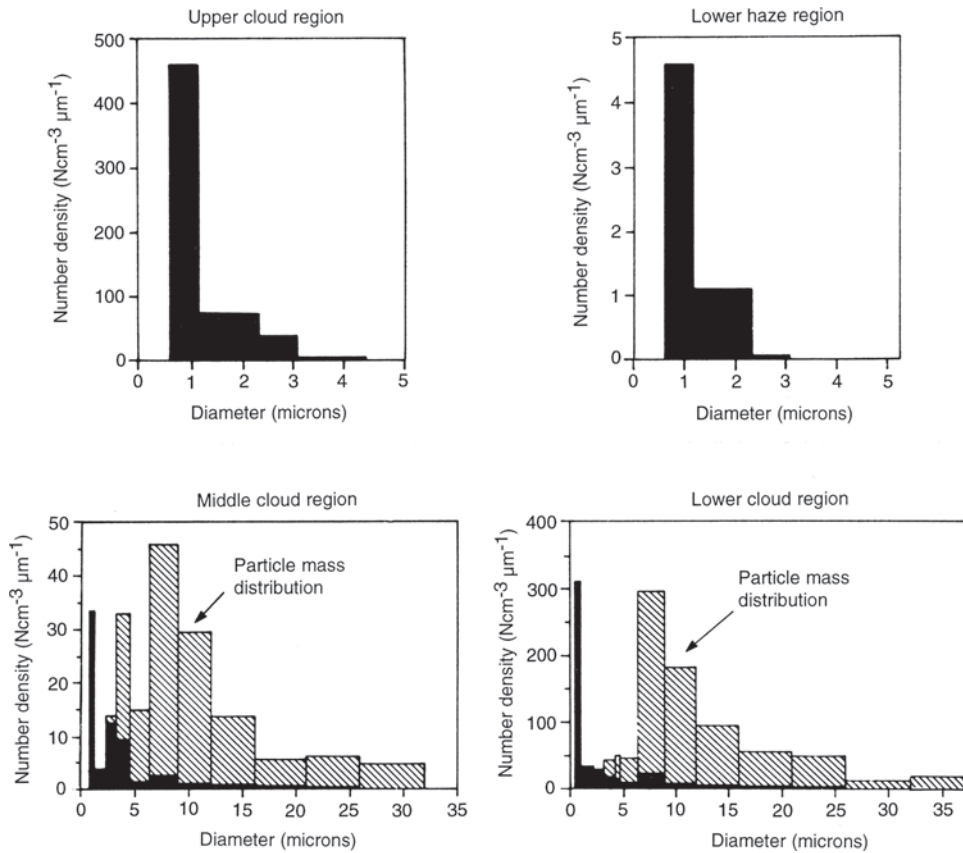 Upper cloud region
Number density (Ncm-3 µm-1)
500
400
300
200
100
0
0 1 2 3 4 5
Diameter (microns)
Lower haze region
Number density (Ncm-3 µm-1)
5
4
3
2
1
0
0 1 2 3 4 5
Diameter (microns)
Middle cloud region
Number density (Ncm-3 µm-1)
50
40
30
20
10
0
Particle mass
distribution
0 5 10 15 20 25 30 35
Diameter (microns)
Lower cloud region
Number density (Ncm-3 µm-1)
400
300
200
100
0
Particle mass
distribution
0 5 10 15 20 25 30 35
Diameter (microns)